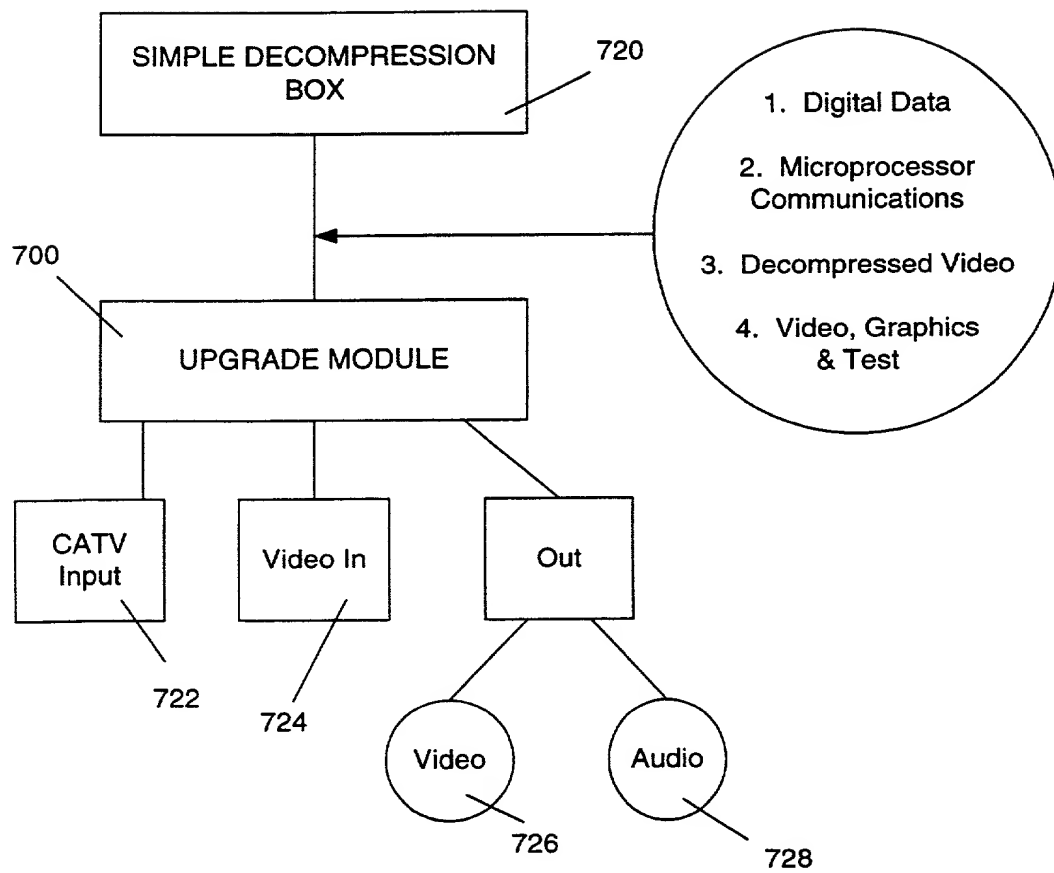 SIMPLE DECOMPRESSION
BOX
720
1. Digital Data
2. Microprocessor
Communications
3. Decompressed Video
4. Video, Graphics
& Test
700
UPGRADE MODULE
CATV
Input
Video In
Out
722
724
Video
Audio
726
728